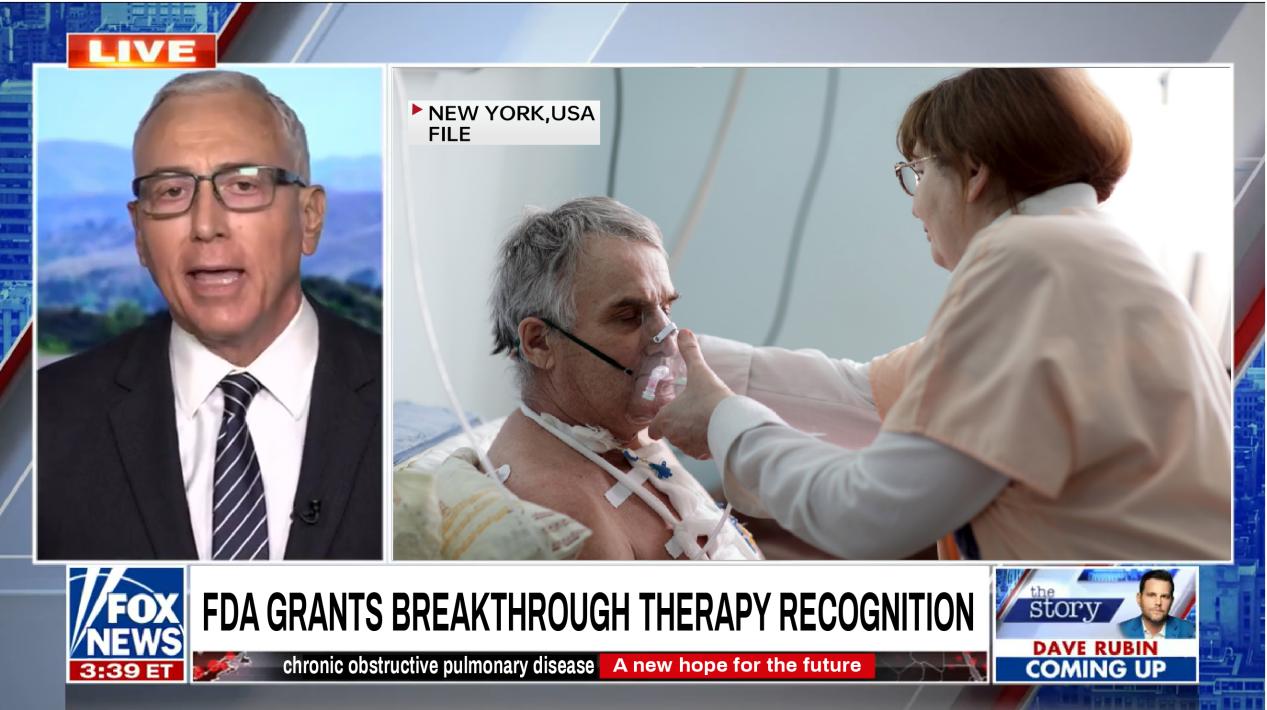 LIVE
NEW YORK,USA
FILE
FOX
NEWS
3:39 ET
FDA GRANTS BREAKTHROUGH THERAPY RECOGNITION
chronic obstructive pulmonary disease
A new hope for the future
the
story
DAVE RUBIN
COMING UP